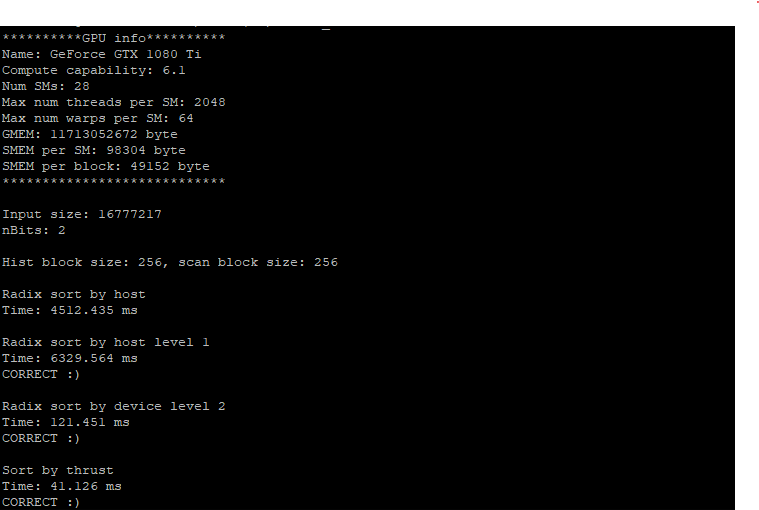 **********GPU info**********
Name: GeForce GTX 1080 Ti
Compute capability: 6.1
Num SMs: 28
Max num threads per SM: 2048
Max num warps per SM: 64
GMEM: 11713052672 byte
SMEM per SM: 98304 byte
SMEM per block: 49152 byte
****************************
Input size: 16777217
nBits: 2
Hist block size: 256, scan block size: 256
Radix sort by host
Time: 4512.435 ms
Radix sort by host level 1
Time: 6329.564 ms
CORRECT :)
Radix sort by device level 2
Time: 121.451 ms
CORRECT :)
Sort by thrust
Time: 41.126 ms
CORRECT :)